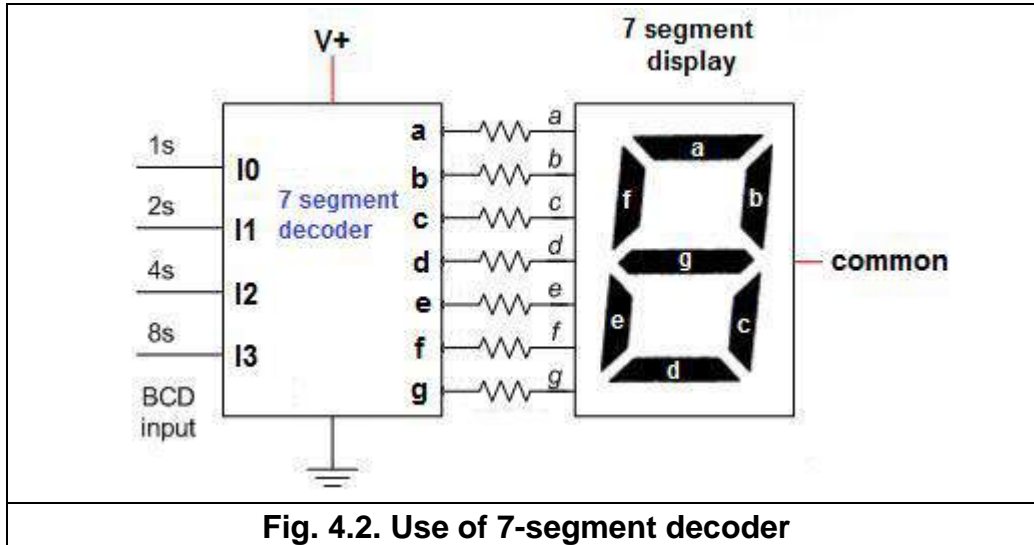 V+
7 segment
display
1s
2s
4s
8s
BCD
input
I0
I1
I2
I3
7 segment
decoder
a
b
c
d
e
f
g
a
b
c
d
e
f
g
a
b
c
d
e
f
g
common
Fig. 4.2. Use of 7-segment decoder